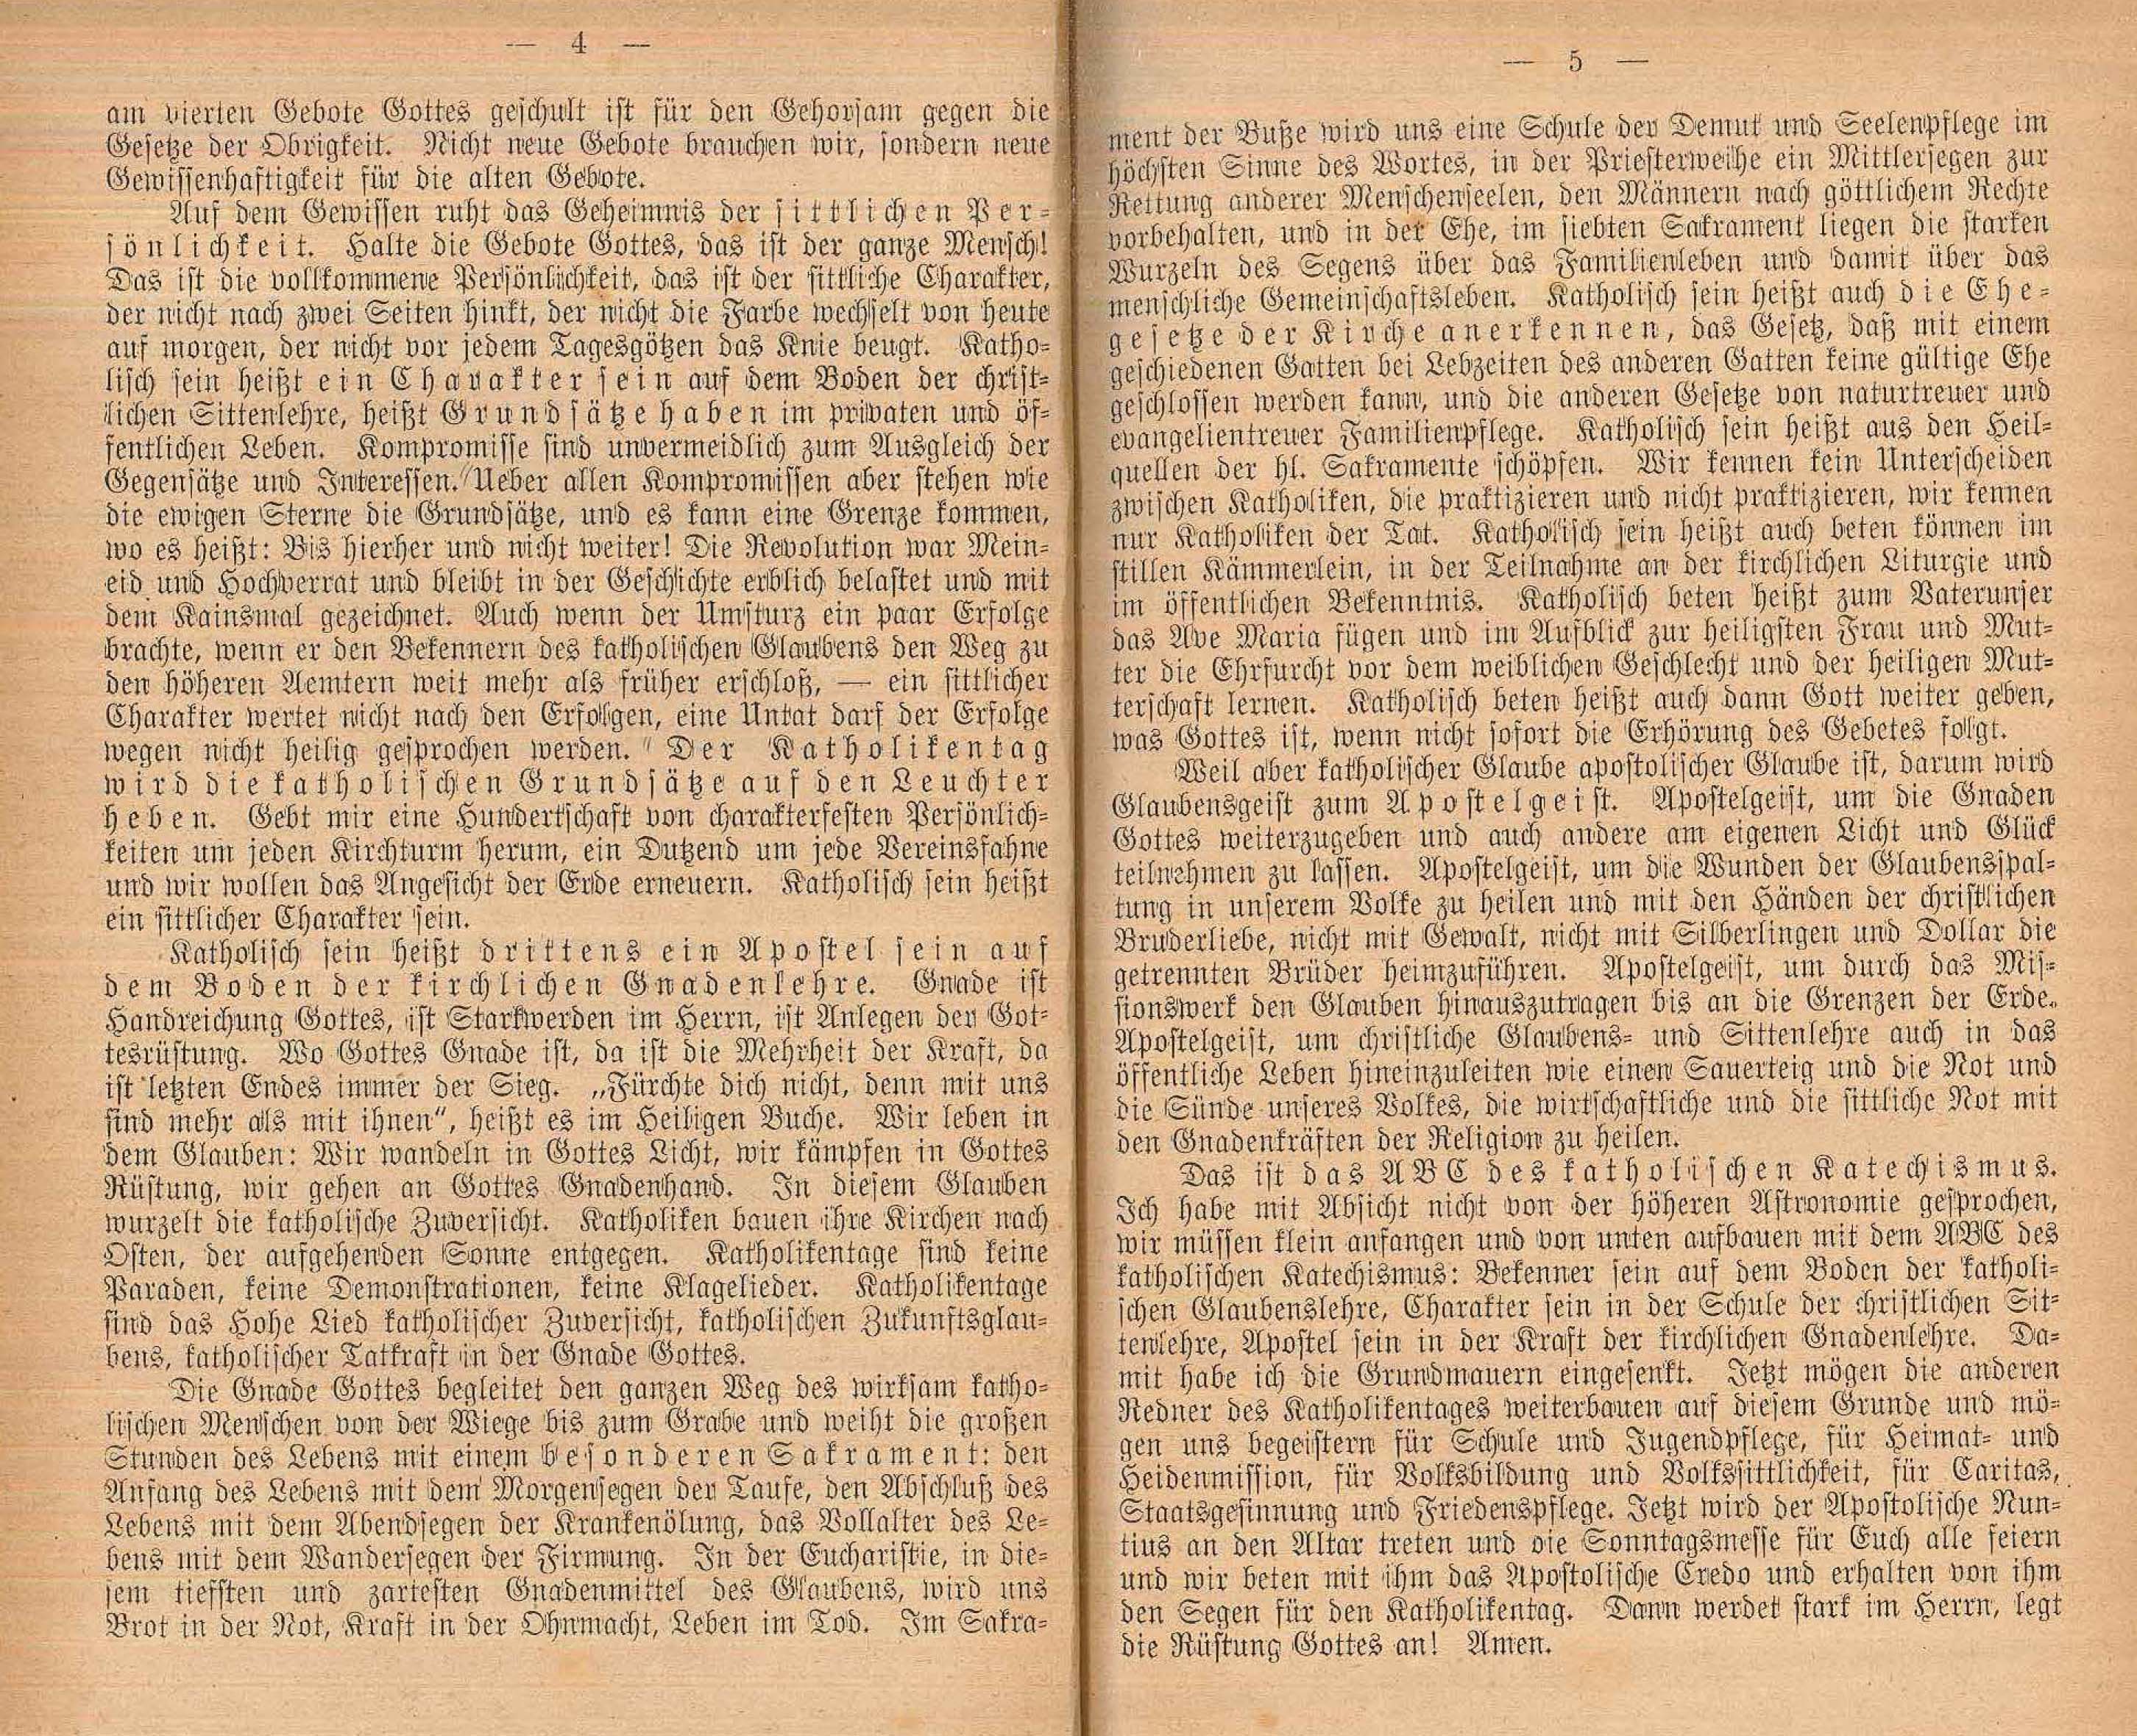 — 4 —
am vierten Gebote Gottes geschult ist für den Gehorsam gegen die
Gesetze der Obrigkeit. Nicht neue Gebote brauchen wir, sondern neue
Gewissenhaftigkeit für die alten Gebote.
Auf dem Gewissen ruht das Geheimnis der sittlichen Per-
sönlichkeit. Halte die Gebote Gottes, das ist der ganze Mensch!
Das ist die vollkommene Persönlichkeit, das ist der sittliche Charakter,
der nicht nach zwei Seiten hinkt, der nicht die Farbe wechselt von heute
auf morgen, der nicht vor jedem Tagesgötzen das Knie beugt. Katho-
lisch sein heißt ein Charakter sein auf dem Boden der christ-
lichen Sittenlehre, heißt Grundsätze haben im privaten und öf-
fentlichen Leben. Kompromisse sind unvermeidlich zum Ausgleich der
Gegensätze und Interessen. Ueber allen Kompromissen aber stehen wie
die ewigen Sterne die Grundsätze, und es kann eine Grenze kommen,
wo es heißt: Bis hierher und nicht weiter! Die Revolution war Mein-
eid und Hochverrat und bleibt in der Geschichte erblich belastet und mit
dem Kainsmal gezeichnet. Auch wenn der Umsturz ein paar Erfolge
brachte, wenn er den Bekennern des katholischen Glaubens den Weg zu
den höheren Aemtern weit mehr als früher erschloß, — ein sittlicher
Charakter wertet nicht nach den Erfolgen, eine Untat darf der Erfolge
wegen nicht heilig gesprochen werden. Der Katholikentag
wird die katholischen Grundsätze auf den Leuchter
heben. Gebt mir eine Hundertschaft von charakterfesten Persönlich-
keiten um jeden Kirchturm herum, ein Dutzend um jede Vereinsfahne
und wir wollen das Angesicht der Erde erneuern. Katholisch sein heißt
ein sittlicher Charakter sein.
Katholisch sein heißt drittens ein Apostel sein auf
dem Boden der kirchlichen Gnadenlehre. Gnade ist
Handreichung Gottes, ist Starkwerden im Herrn, ist Anlegen der Got-
tesrüstung. Wo Gottes Gnade ist, da ist die Mehrheit der Kraft, da
ist letzten Endes immer der Sieg. „Fürchte dich nicht, denn mit uns
sind mehr als mit ihnen“, heißt es im Heiligen Buche. Wir leben in
dem Glauben: Wir wandeln in Gottes Licht, wir kämpfen in Gottes
Rüstung, wir gehen an Gottes Gnadenhand. In diesem Glauben
wurzelt die katholische Zuversicht. Katholiken bauen ihre Kirchen nach
Osten, der aufgehenden Sonne entgegen. Katholikentage sind keine
Paraden, keine Demonstrationen, keine Klagelieder. Katholikentage
sind das Hohe Lied katholischer Zuversicht, katholischen Zukunftsglau-
bens, katholischer Tatkraft in der Gnade Gottes.
Die Gnade Gottes begleitet den ganzen Weg des wirksam katho-
lischen Menschen von der Wiege bis zum Grabe und weiht die großen
Stunden des Lebens mit einem besonderen Sakrament: den
Anfang des Lebens mit dem Morgensegen der Taufe, den Abschluß des
Lebens mit dem Abendsegen der Krankenölung, das Vollalter des Le-
bens mit dem Wandersegen der Firmung. In der Eucharistie, in die-
sem tiefsten und zartesten Gnadenmittel des Glaubens, wird uns
Brot in der Not, Kraft in der Ohnmacht, Leben im Tod. Im Sakra-
— 5 —
ment der Buße wird uns eine Schule der Demut und Seelenpflege im
höchsten Sinne des Wortes, in der Priesterweihe ein Mittlersegen zur
Rettung anderer Menschenseelen, den Männern nach göttlichem Rechte
vorbehalten, und in der Ehe, im siebten Sakrament liegen die starken
Wurzeln des Segens über das Familienleben und damit über das
menschliche Gemeinschaftsleben. Katholisch sein heißt auch die Ehe-
gesetze der Kirche anerkennen, das Gesetz, daß mit einem
geschiedenen Gatten bei Lebzeiten des anderen Gatten keine gültige Ehe
geschlossen werden kann, und die anderen Gesetze von naturtreuer und
evangelientreuer Familienpflege. Katholisch sein heißt aus den Heil-
quellen der hl. Sakramente schöpfen. Wir kennen kein Unterscheiden
zwischen Katholiken, die praktizieren und nicht praktizieren, wir kennen
nur Katholiken der Tat. Katholisch sein heißt auch beten können im
stillen Kämmerlein, in der Teilnahme an der kirchlichen Liturgie und
im öffentlichen Bekenntnis. Katholisch beten heißt zum Vaterunser
das Ave Maria fügen und im Aufblick zur heiligsten Frau und Mut-
ter die Ehrfurcht vor dem weiblichen Geschlecht und der heiligen Mut-
terschaft lernen. Katholisch beten heißt auch dann Gott weiter geben,
was Gottes ist, wenn nicht sofort die Erhörung des Gebetes folgt.
Weil aber katholischer Glaube apostolischer Glaube ist, darum wird
Glaubensgeist zum Apostelgeist. Apostelgeist, um die Gnaden
Gottes weiterzugeben und auch andere am eigenen Licht und Glück
teilnehmen zu lassen. Apostelgeist, um die Wunden der Glaubensspal-
tung in unserem Volke zu heilen und mit den Händen der christlichen
Bruderliebe, nicht mit Gewalt, nicht mit Silberlingen und Dollar die
getrennten Brüder heimzuführen. Apostelgeist, um durch das Mis-
sionswerk den Glauben hinauszutragen bis an die Grenzen der Erde.
Apostelgeist, um christliche Glaubens- und Sittenlehre auch in das
öffentliche Leben hineinzuleiten wie einen Sauerteig und die Not und
die Sünde unseres Volkes, die wirtschaftliche und die sittliche Not mit
den Gnadenkräften der Religion zu heilen.
Das ist das ABC des katholischen Katechismus.
Ich habe mit Absicht nicht von der höheren Astronomie gesprochen,
wir müssen klein anfangen und von unten aufbauen mit dem ABC des
katholischen Katechismus: Bekenner sein auf dem Boden der katholi-
schen Glaubenslehre, Charakter sein in der Schule der christlichen Sit-
tenlehre, Apostel sein in der Kraft der kirchlichen Gnadenlehre. Da-
mit habe ich die Grundmauern eingesenkt. Jetzt mögen die anderen
Redner des Katholikentages weiterbauen auf diesem Grunde und mö-
gen uns begeistern für Schule und Jugendpflege, für Heimat- und
Heidenmission, für Volksbildung und Volkssittlichkeit, für Caritas,
Staatsgesinnung und Friedenspflege. Jetzt wird der Apostolische Nun-
tius an den Altar treten und die Sonntagsmesse für Euch alle feiern
und wir beten mit ihm das Apostolische Credo und erhalten von ihm
den Segen für den Katholikentag. Dann werdet stark im Herrn, legt
die Rüstung Gottes an! Amen.